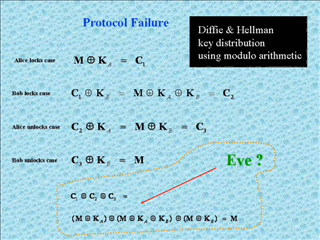 Protocol Failure
Diffie & Hellman
key distribution
using modulo arithmetic
Alice locks case M ⊕ K_A = C_1
Bob locks case C_1 ⊕ K_B = M ⊕ K_A ⊕ K_B = C_2
Alice unlocks case C_2 ⊕ K_A = M ⊕ K_B = C_3
Bob unlocks case C_3 ⊕ K_B = M
Eve ?
C_1 ⊕ C_2 ⊕ C_3 =
(M ⊕ K_A) ⊕ (M ⊕ K_A ⊕ K_B) ⊕ (M ⊕ K_B) = M